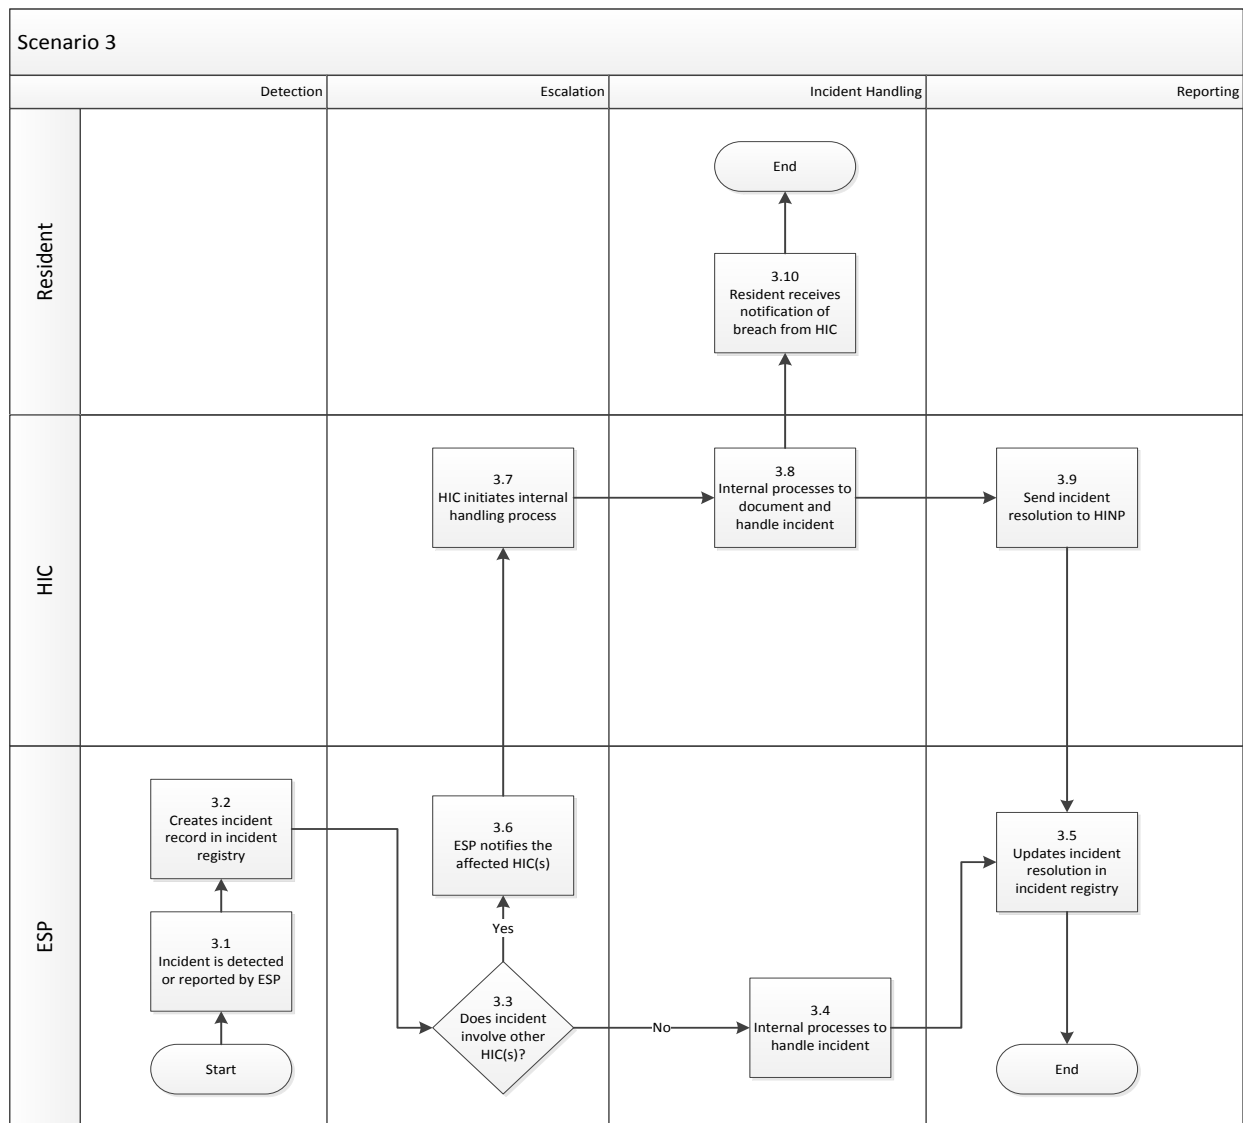 Scenario 3
Detection
Escalation
Incident Handling
Reporting
Resident
End
3.10
Resident receives
notification of
breach from HIC
HIC
3.7
HIC initiates internal
handling process
3.8
Internal processes to
document and
handle incident
3.9
Send incident
resolution to HINP
ESP
3.2
Creates incident
record in incident
registry
3.1
Incident is detected
or reported by ESP
Start
3.6
ESP notifies the
affected HIC(s)
Yes
3.3
Does incident
involve other
HIC(s)?
No
3.4
Internal processes to
handle incident
3.5
Updates incident
resolution in
incident registry
End